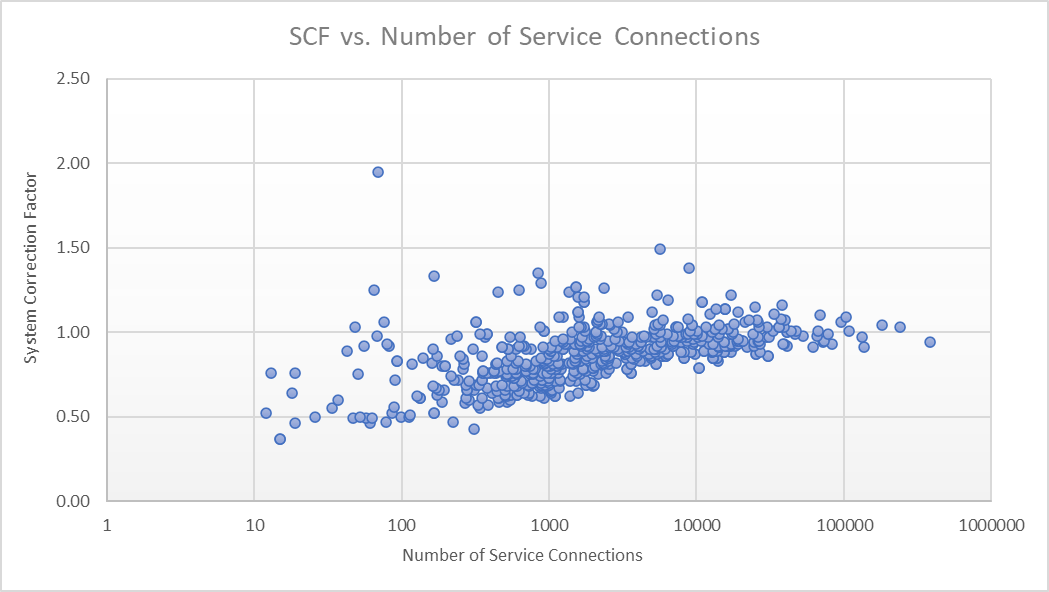 SCF vs. Number of Service Connections
2.50
2.00
1.50
1.00
0.50
0.00
System Correction Factor
1 10 100 1000 10000 100000 1000000
Number of Service Connections